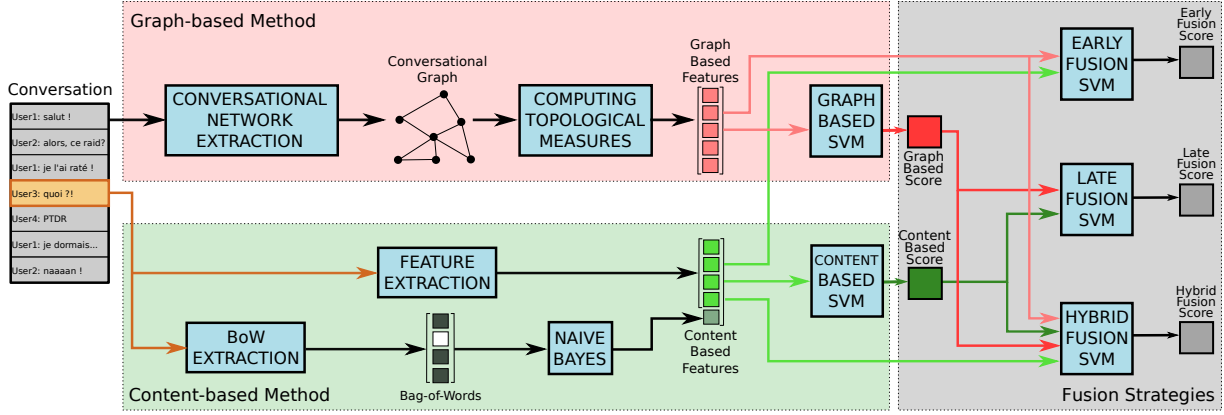 Graph-based Method
Conversation
User1: salut !
User2: alors, ce raid?
User1: je l'ai raté !
User3: quoi ?!
User4: PTDR
User1: je dormais...
User2: naaaan !
CONVERSATIONAL
NETWORK
EXTRACTION
Conversational
Graph
COMPUTING
TOPOLOGICAL
MEASURES
Graph
Based
Features
GRAPH
BASED
SVM
Graph
Based
Score
FEATURE
EXTRACTION
BoW
EXTRACTION
Bag-of-Words
NAIVE
BAYES
Content
Based
Features
CONTENT
BASED
SVM
Content
Based
Score
Content-based Method
EARLY
FUSION
SVM
Early
Fusion
Score
LATE
FUSION
SVM
Late
Fusion
Score
HYBRID
FUSION
SVM
Hybrid
Fusion
Score
Fusion Strategies